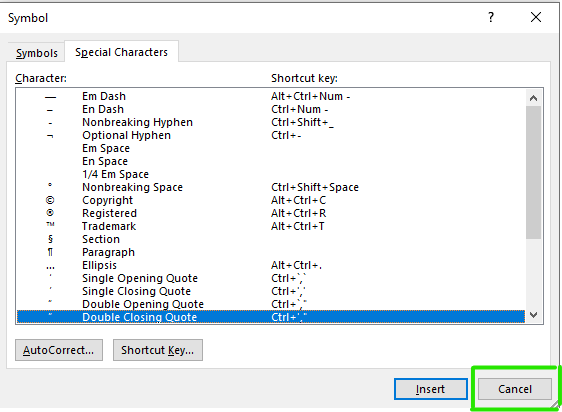 Symbol ? X
Symbols Special Characters
Character: Shortcut key:
— Em Dash Alt+Ctrl+Num -
– En Dash Ctrl+Num -
- Nonbreaking Hyphen Ctrl+Shift+_
¬ Optional Hyphen Ctrl+-
Em Space
En Space
1/4 Em Space
° Nonbreaking Space Ctrl+Shift+Space
© Copyright Alt+Ctrl+C
® Registered Alt+Ctrl+R
™ Trademark Alt+Ctrl+T
§ Section
¶ Paragraph
… Ellipsis Alt+Ctrl+.
‘ Single Opening Quote Ctrl+`,`
’ Single Closing Quote Ctrl+','
“ Double Opening Quote Ctrl+`,"
” Double Closing Quote Ctrl+',"
AutoCorrect... Shortcut Key...
Insert Cancel